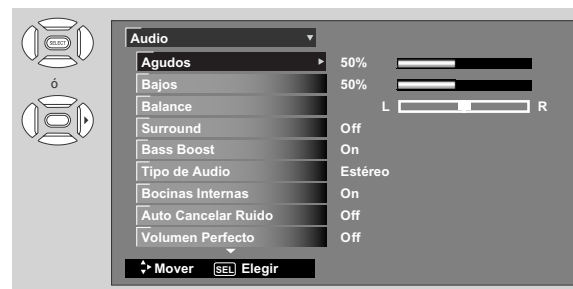 SELECT
ó
Audio
Agudos 50%
Bajos 50%
Balance L R
Surround Off
Bass Boost On
Tipo de Audio Estéreo
Bocinas Internas On
Auto Cancelar Ruido Off
Volumen Perfecto Off
Mover SEL Elegir